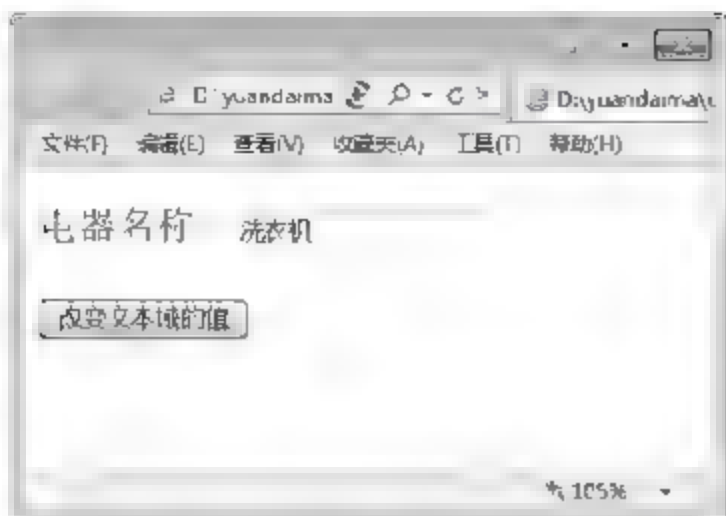 D:\yuandaima
D:\yuandaima\
文件(F) 编辑(E) 查看(V) 收藏夹(A) 工具(T) 帮助(H)
电器名称 洗衣机
改变文本域的值
105%